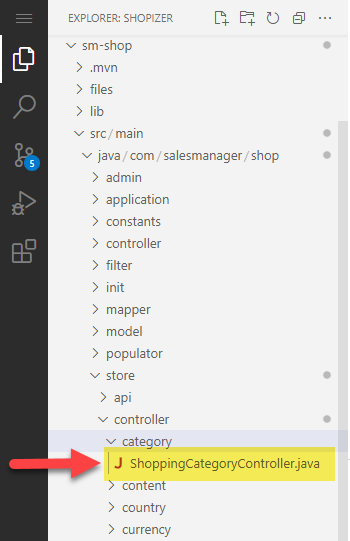 EXPLORER: SHOPIZER
sm-shop
.mvn
files
lib
src/main
java/com/salesmanager/shop
admin
application
constants
controller
filter
init
mapper
model
populator
store
api
controller
category
J ShoppingCategoryController.java
content
country
currency
5